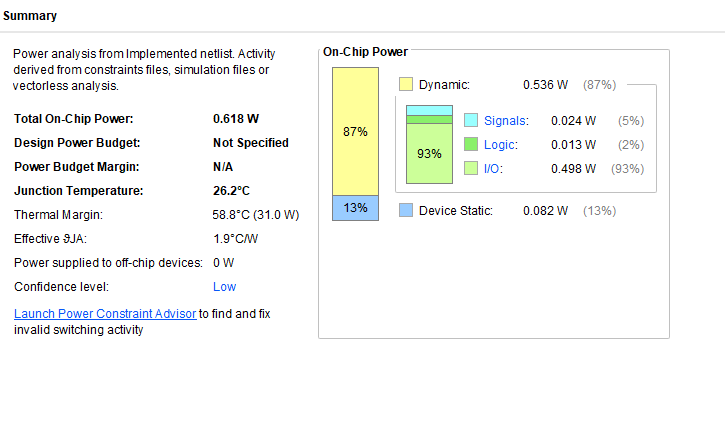 Summary
Power analysis from Implemented netlist. Activity
derived from constraints files, simulation files or
vectorless analysis.
Total On-Chip Power: 0.618 W
Design Power Budget: Not Specified
Power Budget Margin: N/A
Junction Temperature: 26.2°C
Thermal Margin: 58.8°C (31.0 W)
Effective ϑJA: 1.9°C/W
Power supplied to off-chip devices: 0 W
Confidence level: Low
Launch Power Constraint Advisor to find and fix
invalid switching activity
On-Chip Power
87%
13%
Dynamic: 0.536 W (87%)
93%
Signals: 0.024 W (5%)
Logic: 0.013 W (2%)
I/O: 0.498 W (93%)
Device Static: 0.082 W (13%)